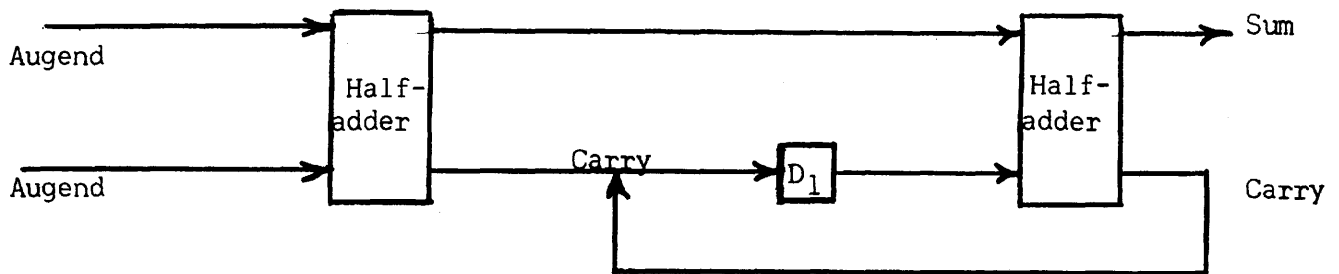 Sum
Augend
Half-
adder
Half-
adder
Carry
D1
Augend
Carry